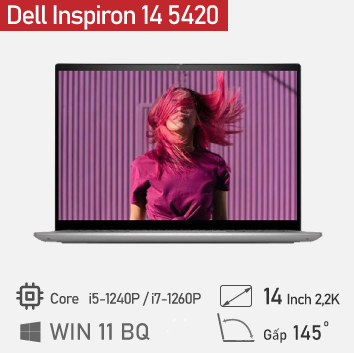 Dell Inspiron 14 5420
Core i5-1240P / i7-1260P
14 Inch 2,2K
WIN 11 BQ
Gấp 145°